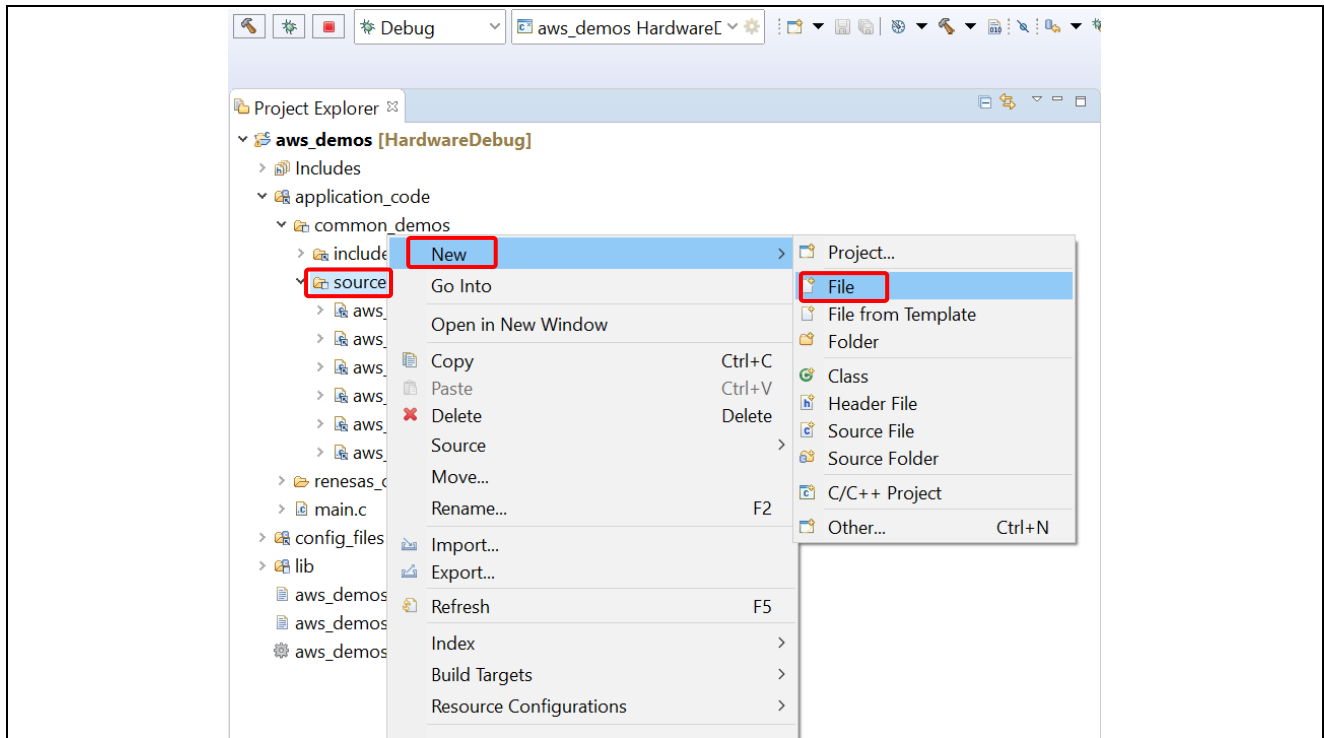 Debug
aws_demos HardwareD
Project Explorer
aws_demos [HardwareDebug]
Includes
application_code
common_demos
include
source
aws_
aws_
aws_
aws_
aws_
aws_
renesas_
main.c
config_files
lib
aws_demos
aws_demos
aws_demos
New
Go Into
Open in New Window
Copy Ctrl+C
Paste Ctrl+V
Delete Delete
Source
Move...
Rename... F2
Import...
Export...
Refresh F5
Index
Build Targets
Resource Configurations
Project...
File
File from Template
Folder
Class
Header File
Source File
Source Folder
C/C++ Project
Other... Ctrl+N